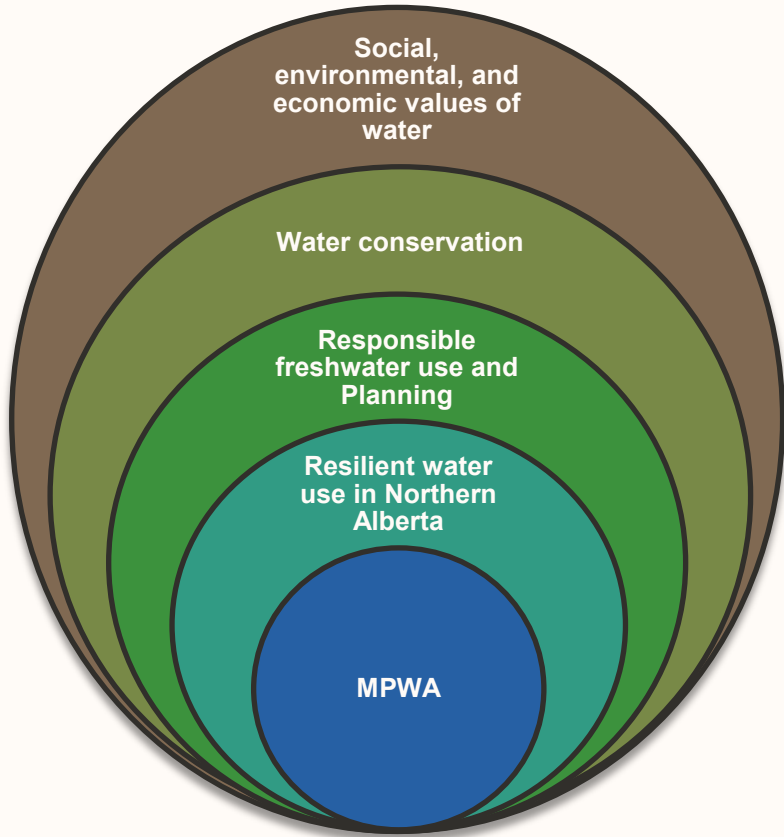 Social,
environmental, and
economic values of
water
Water conservation
Responsible
freshwater use and
Planning
Resilient water
use in Northern
Alberta
MPWA